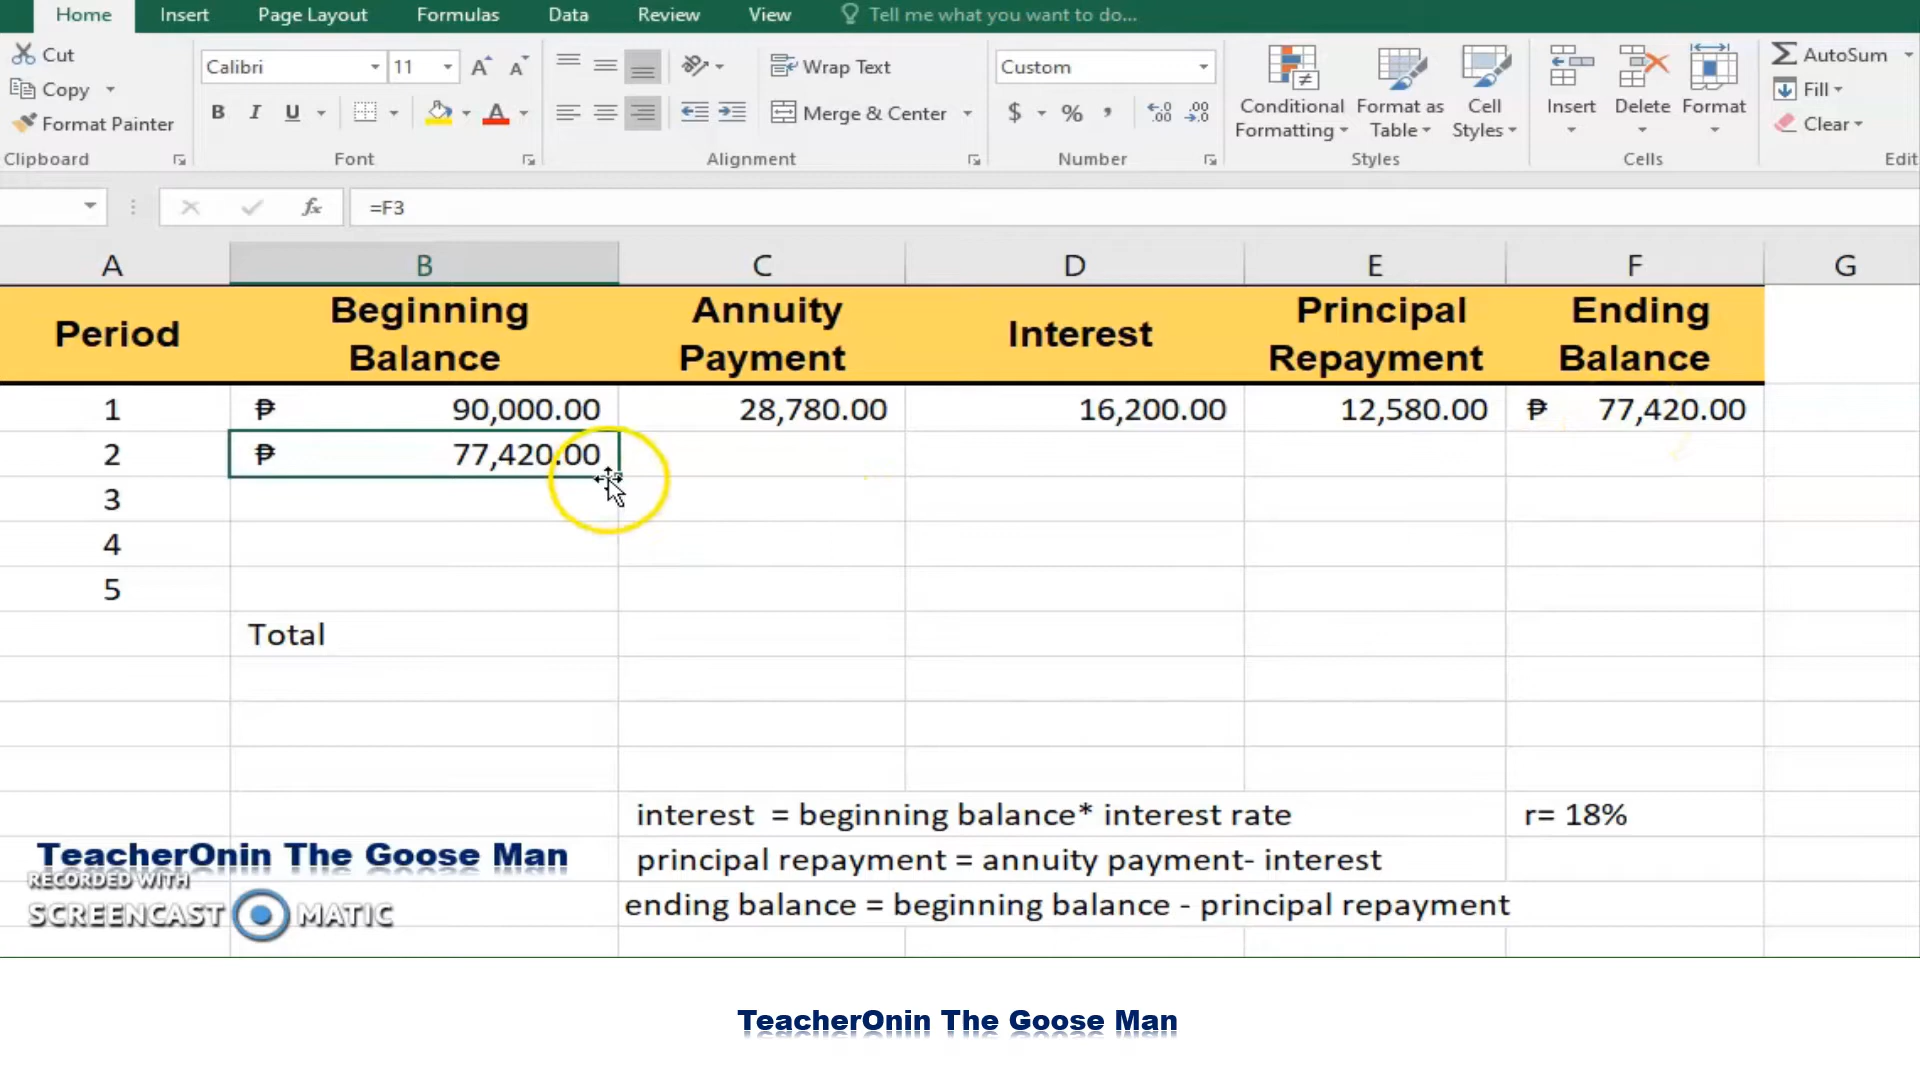 Home Insert Page Layout Formulas Data Review View Tell me what you want to do...
Cut
Copy
Format Painter
Clipboard
Calibri 11
B I U
Font
Wrap Text
Merge & Center
Alignment
Custom
$ % ,
Number
Conditional Formatting
Format as Table
Cell Styles
Styles
Insert Delete Format
Cells
AutoSum
Fill
Clear
Edit
fx =F3
A B C D E F G
Period Beginning Balance Annuity Payment Interest Principal Repayment Ending Balance
1 ₱ 90,000.00 28,780.00 16,200.00 12,580.00 ₱ 77,420.00
2 ₱ 77,420.00
3
4
5
Total
interest = beginning balance* interest rate r= 18%
principal repayment = annuity payment- interest
ending balance = beginning balance - principal repayment
TeacherOnin The Goose Man
RECORDED WITH
SCREENCAST MATIC
TeacherOnin The Goose Man